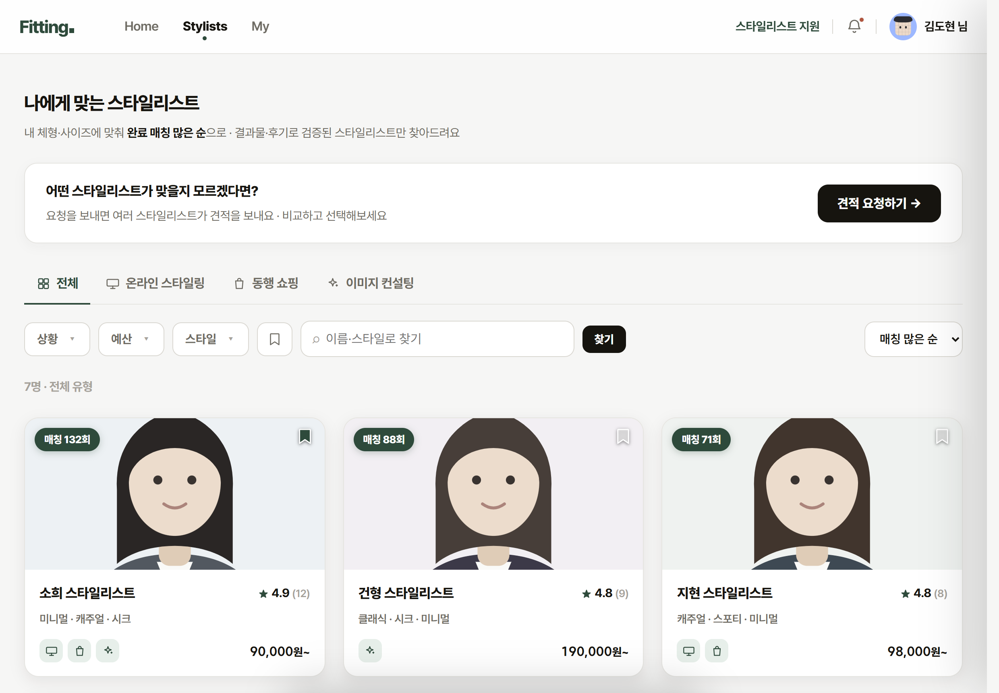 Fitting.
Home
Stylists
My
스타일리스트 지원
김도현 님
나에게 맞는 스타일리스트
내 체형·사이즈에 맞춰 완료 매칭 많은 순으로 · 결과물·후기로 검증된 스타일리스트만 찾아드려요
어떤 스타일리스트가 맞을지 모르겠다면?
요청을 보내면 여러 스타일리스트가 견적을 보내요 · 비교하고 선택해보세요
견적 요청하기 →
전체
온라인 스타일링
동행 쇼핑
이미지 컨설팅
상황
예산
스타일
이름·스타일로 찾기
찾기
매칭 많은 순
7명 · 전체 유형
매칭 132회
소희 스타일리스트
★ 4.9 (12)
미니멀 · 캐주얼 · 시크
90,000원~
매칭 88회
건형 스타일리스트
★ 4.8 (9)
클래식 · 시크 · 미니멀
190,000원~
매칭 71회
지현 스타일리스트
★ 4.8 (8)
캐주얼 · 스포티 · 미니멀
98,000원~